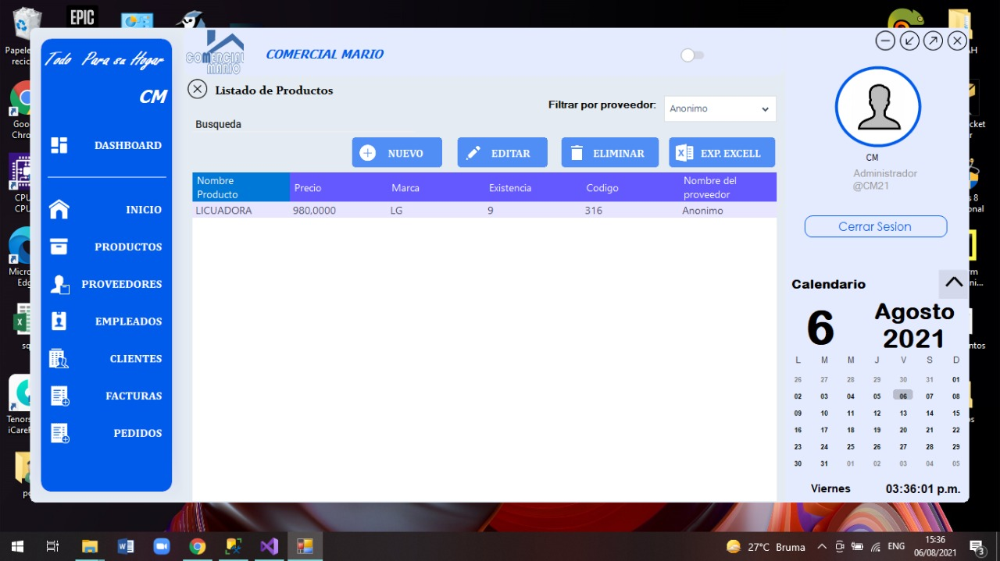 EPIC
Papele
recic
Goo
Chro
CPU
CPU
Micro
Edg
sq
Tenors
iCareF
Todo Para su Hogar
CM
DASHBOARD
INICIO
PRODUCTOS
PROVEEDORES
EMPLEADOS
CLIENTES
FACTURAS
PEDIDOS
COMERCIAL
MARIO
COMERCIAL MARIO
Listado de Productos
Filtrar por proveedor:
Anonimo
Busqueda
NUEVO
EDITAR
ELIMINAR
EXP. EXCELL
Nombre Producto Precio Marca Existencia Codigo Nombre del proveedor
LICUADORA 980,0000 LG 9 316 Anonimo
CM
Administrador
@CM21
Cerrar Sesion
Calendario
6
Agosto
2021
L M M J V S D
26 27 28 29 30 31 01
02 03 04 05 06 07 08
09 10 11 12 13 14 15
16 17 18 19 20 21 22
23 24 25 26 27 28 29
30 31 01 02 03 04 05
Viernes
03:36:01 p.m.
AH
cket
r
s 8
onal
rm
ni...
ntos
os
27°C Bruma
ENG
15:36
06/08/2021
3